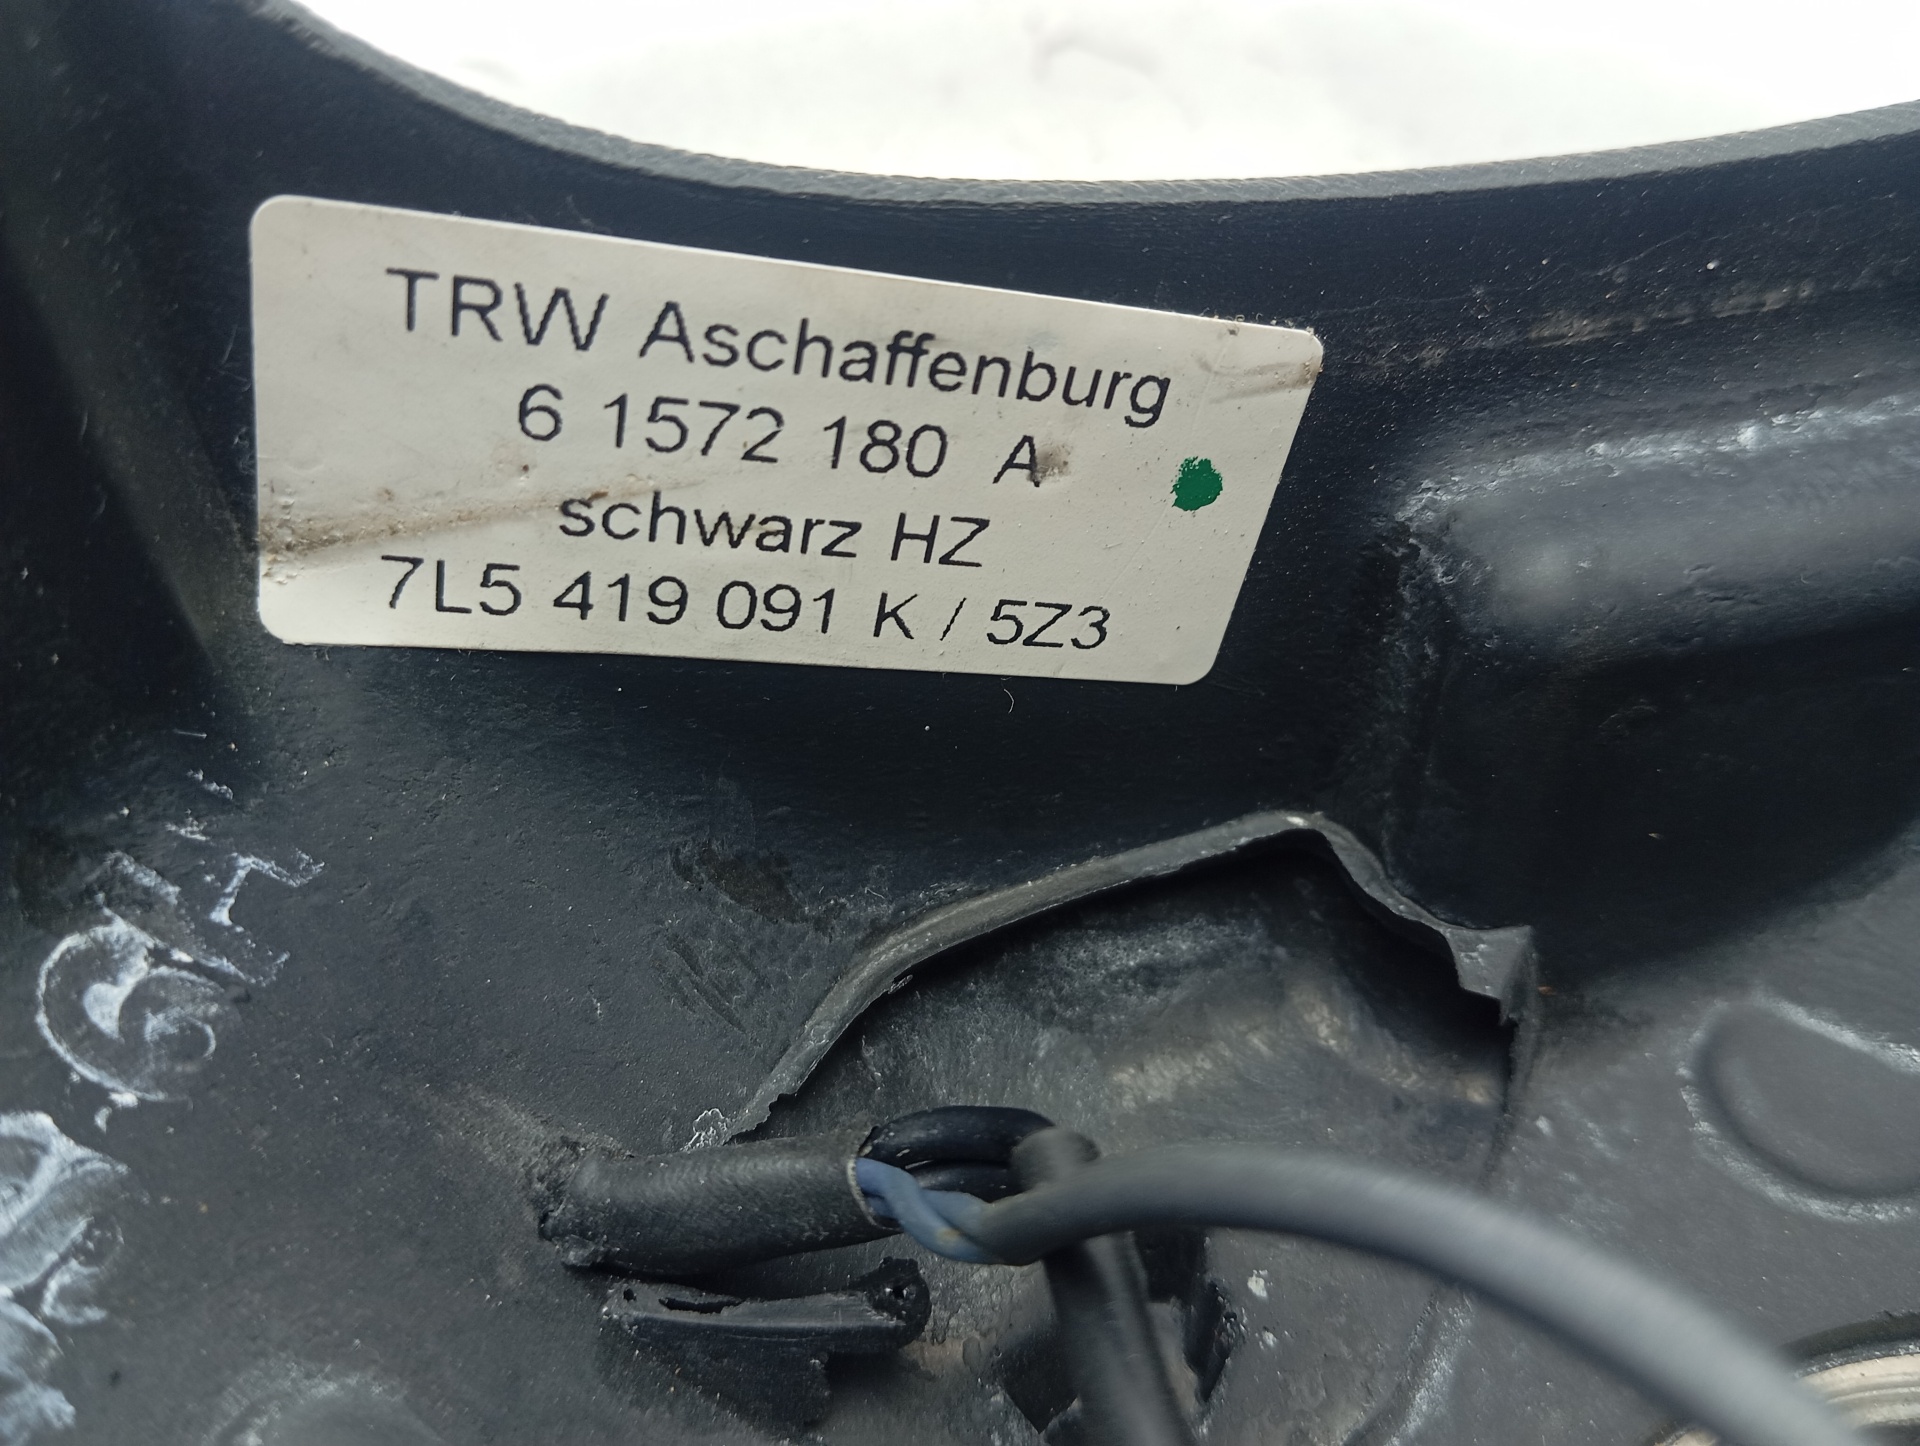 TRW Aschaffenburg
6 1572 180 A
schwarz HZ
7L5 419 091 K / 5Z3